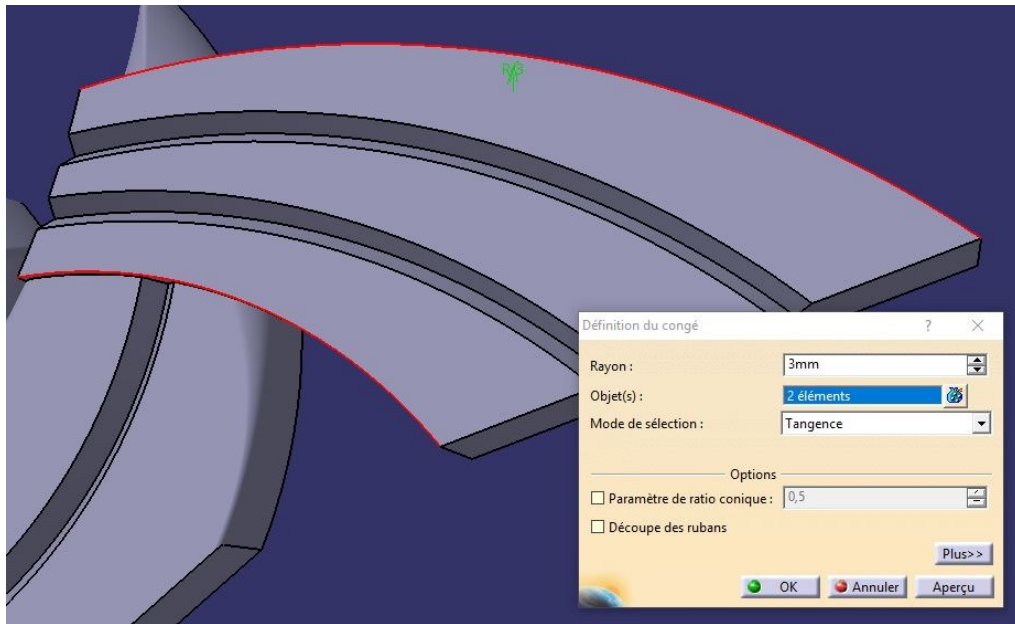 Définition du congé ? ×
Rayon : 3mm
Objet(s) : 2 éléments
Mode de sélection : Tangence
Options
Paramètre de ratio conique : 0,5
Découpe des rubans
Plus>>
OK Annuler Aperçu